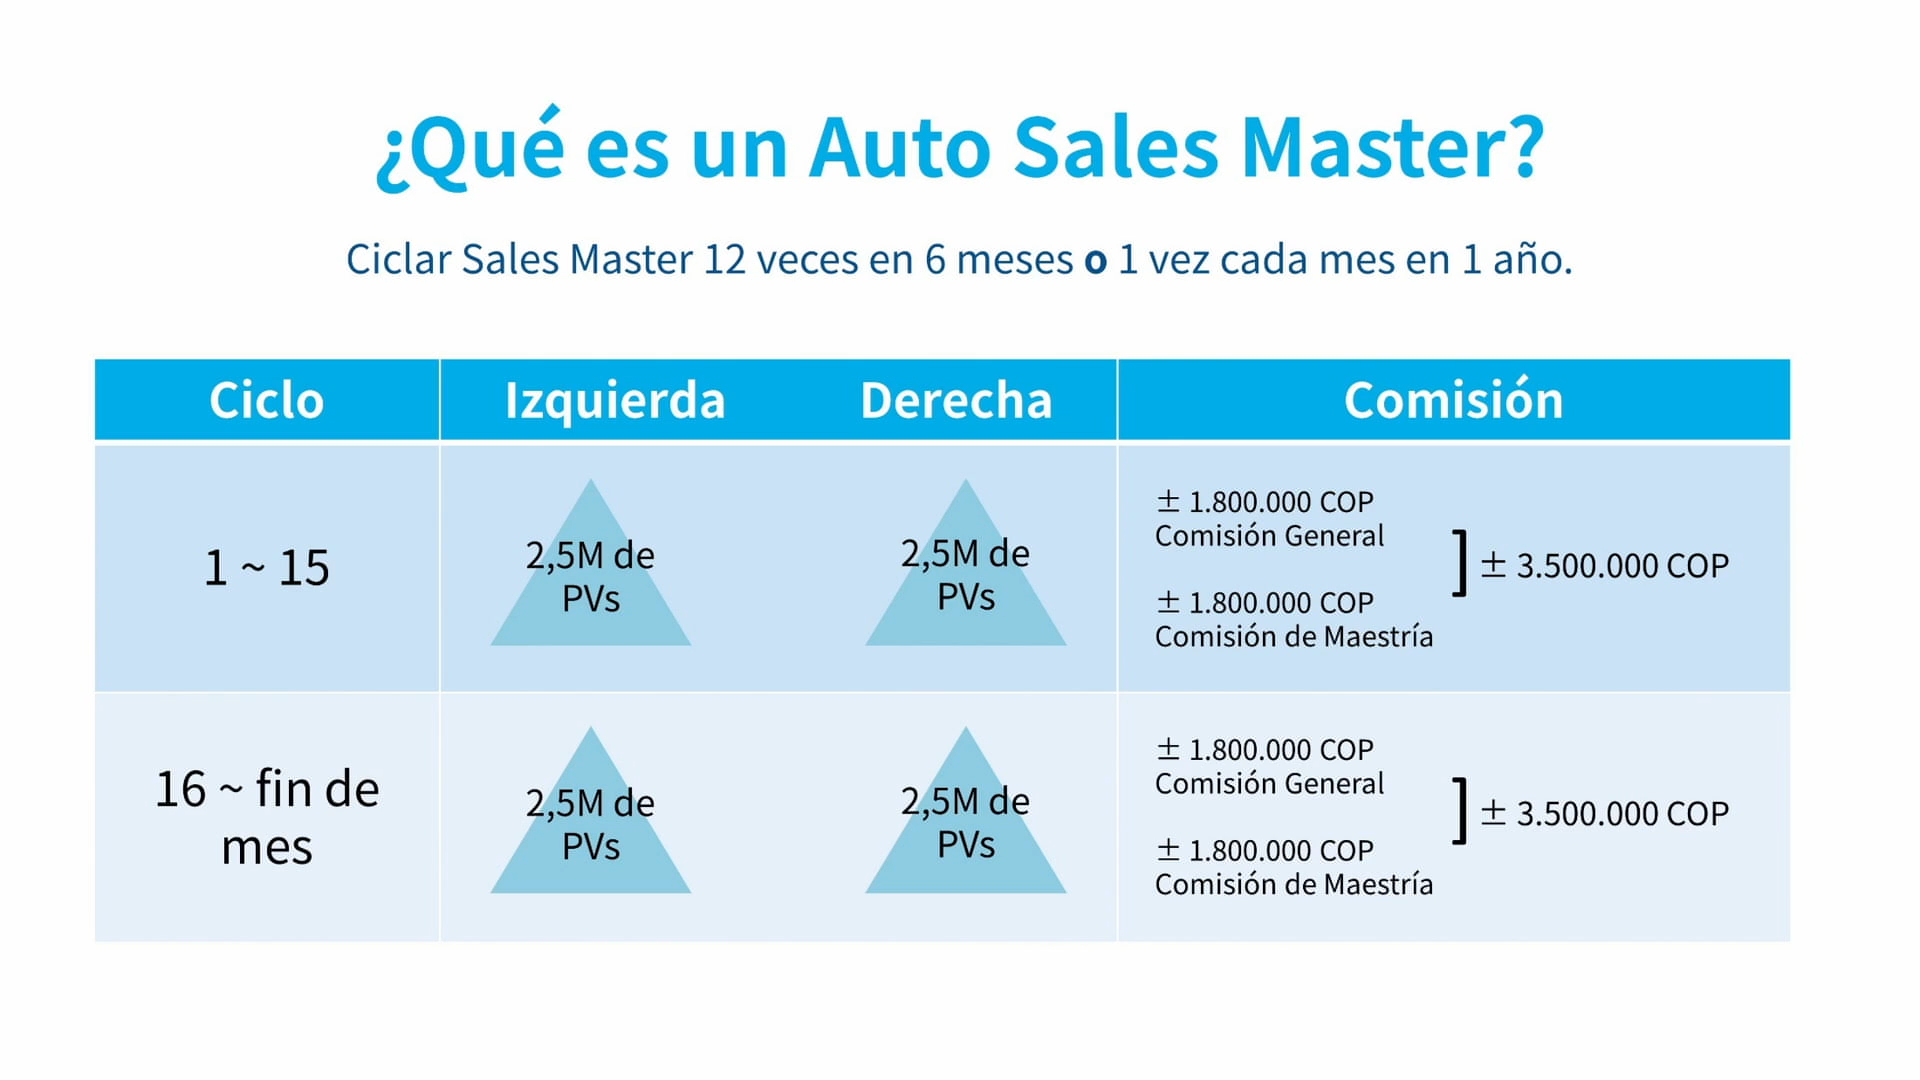 ¿Qué es un Auto Sales Master?
Ciclar Sales Master 12 veces en 6 meses o 1 vez cada mes en 1 año.
Ciclo
Izquierda
Derecha
Comisión
1 ~ 15
2,5M de
PVs
2,5M de
PVs
± 1.800.000 COP
Comisión General
± 1.800.000 COP
Comisión de Maestría
] ± 3.500.000 COP
16 ~ fin de
mes
2,5M de
PVs
2,5M de
PVs
± 1.800.000 COP
Comisión General
± 1.800.000 COP
Comisión de Maestría
] ± 3.500.000 COP